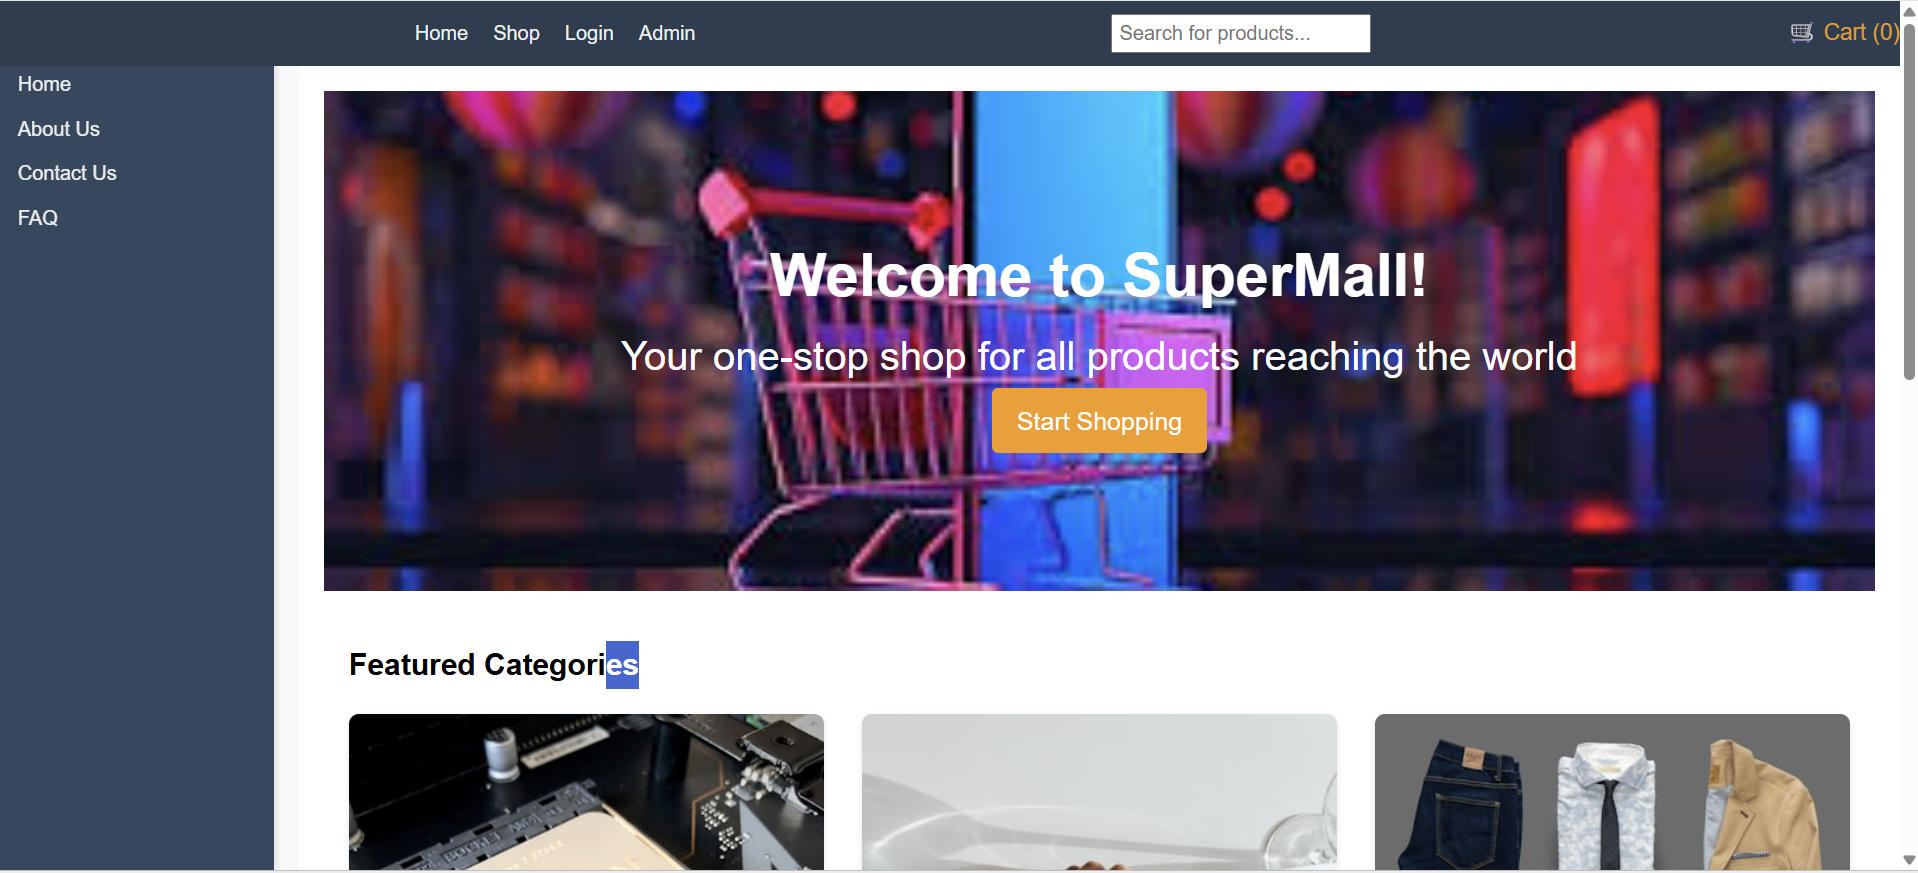 Home Shop Login Admin
Search for products...
Cart (0)
Home
About Us
Contact Us
FAQ
Welcome to SuperMall!
Your one-stop shop for all products reaching the world
Start Shopping
Featured Categories